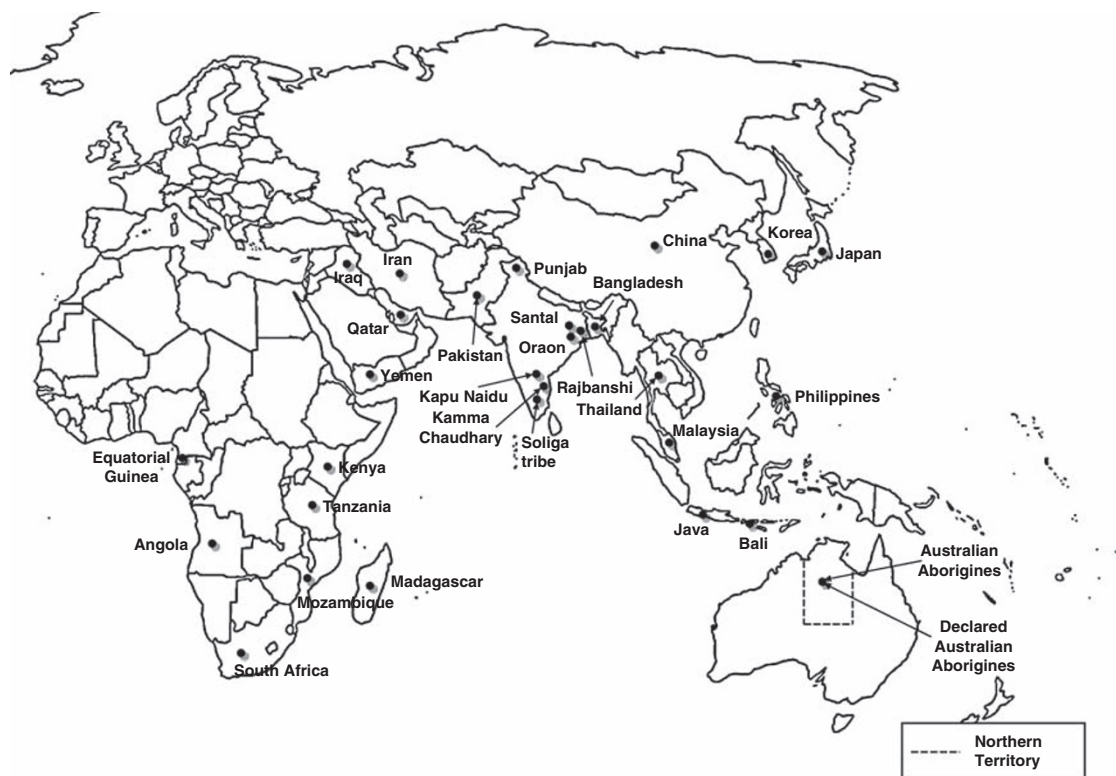 Korea
China
Japan
Iran
Punjab
Iraq
Bangladesh
Santal
Qatar
Oraon
Pakistan
Yemen
Kapu Naidu
Rajbanshi
Kamma
Thailand
Chaudhary
Philippines
Malaysia
Soliga
tribe
Equatorial
Guinea
Kenya
Tanzania
Java
Bali
Angola
Australian
Aborigines
Madagascar
Mozambique
Declared
Australian
Aborigines
South Africa
Northern
Territory